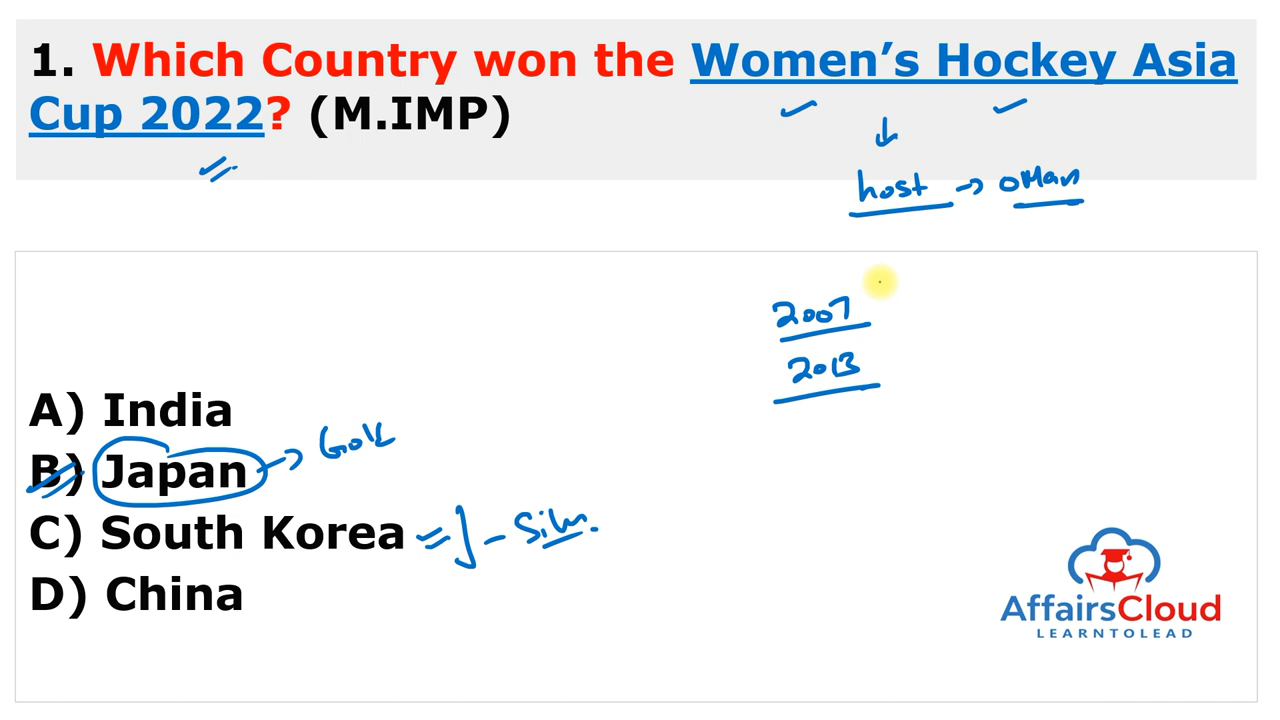 1. Which Country won the Women’s Hockey Asia
Cup 2022? (M.IMP)
host → oman
2007
2013
A) India
B) Japan → Gold
C) South Korea =} -
D) China
AffairsCloud
LEARNTOLEAD